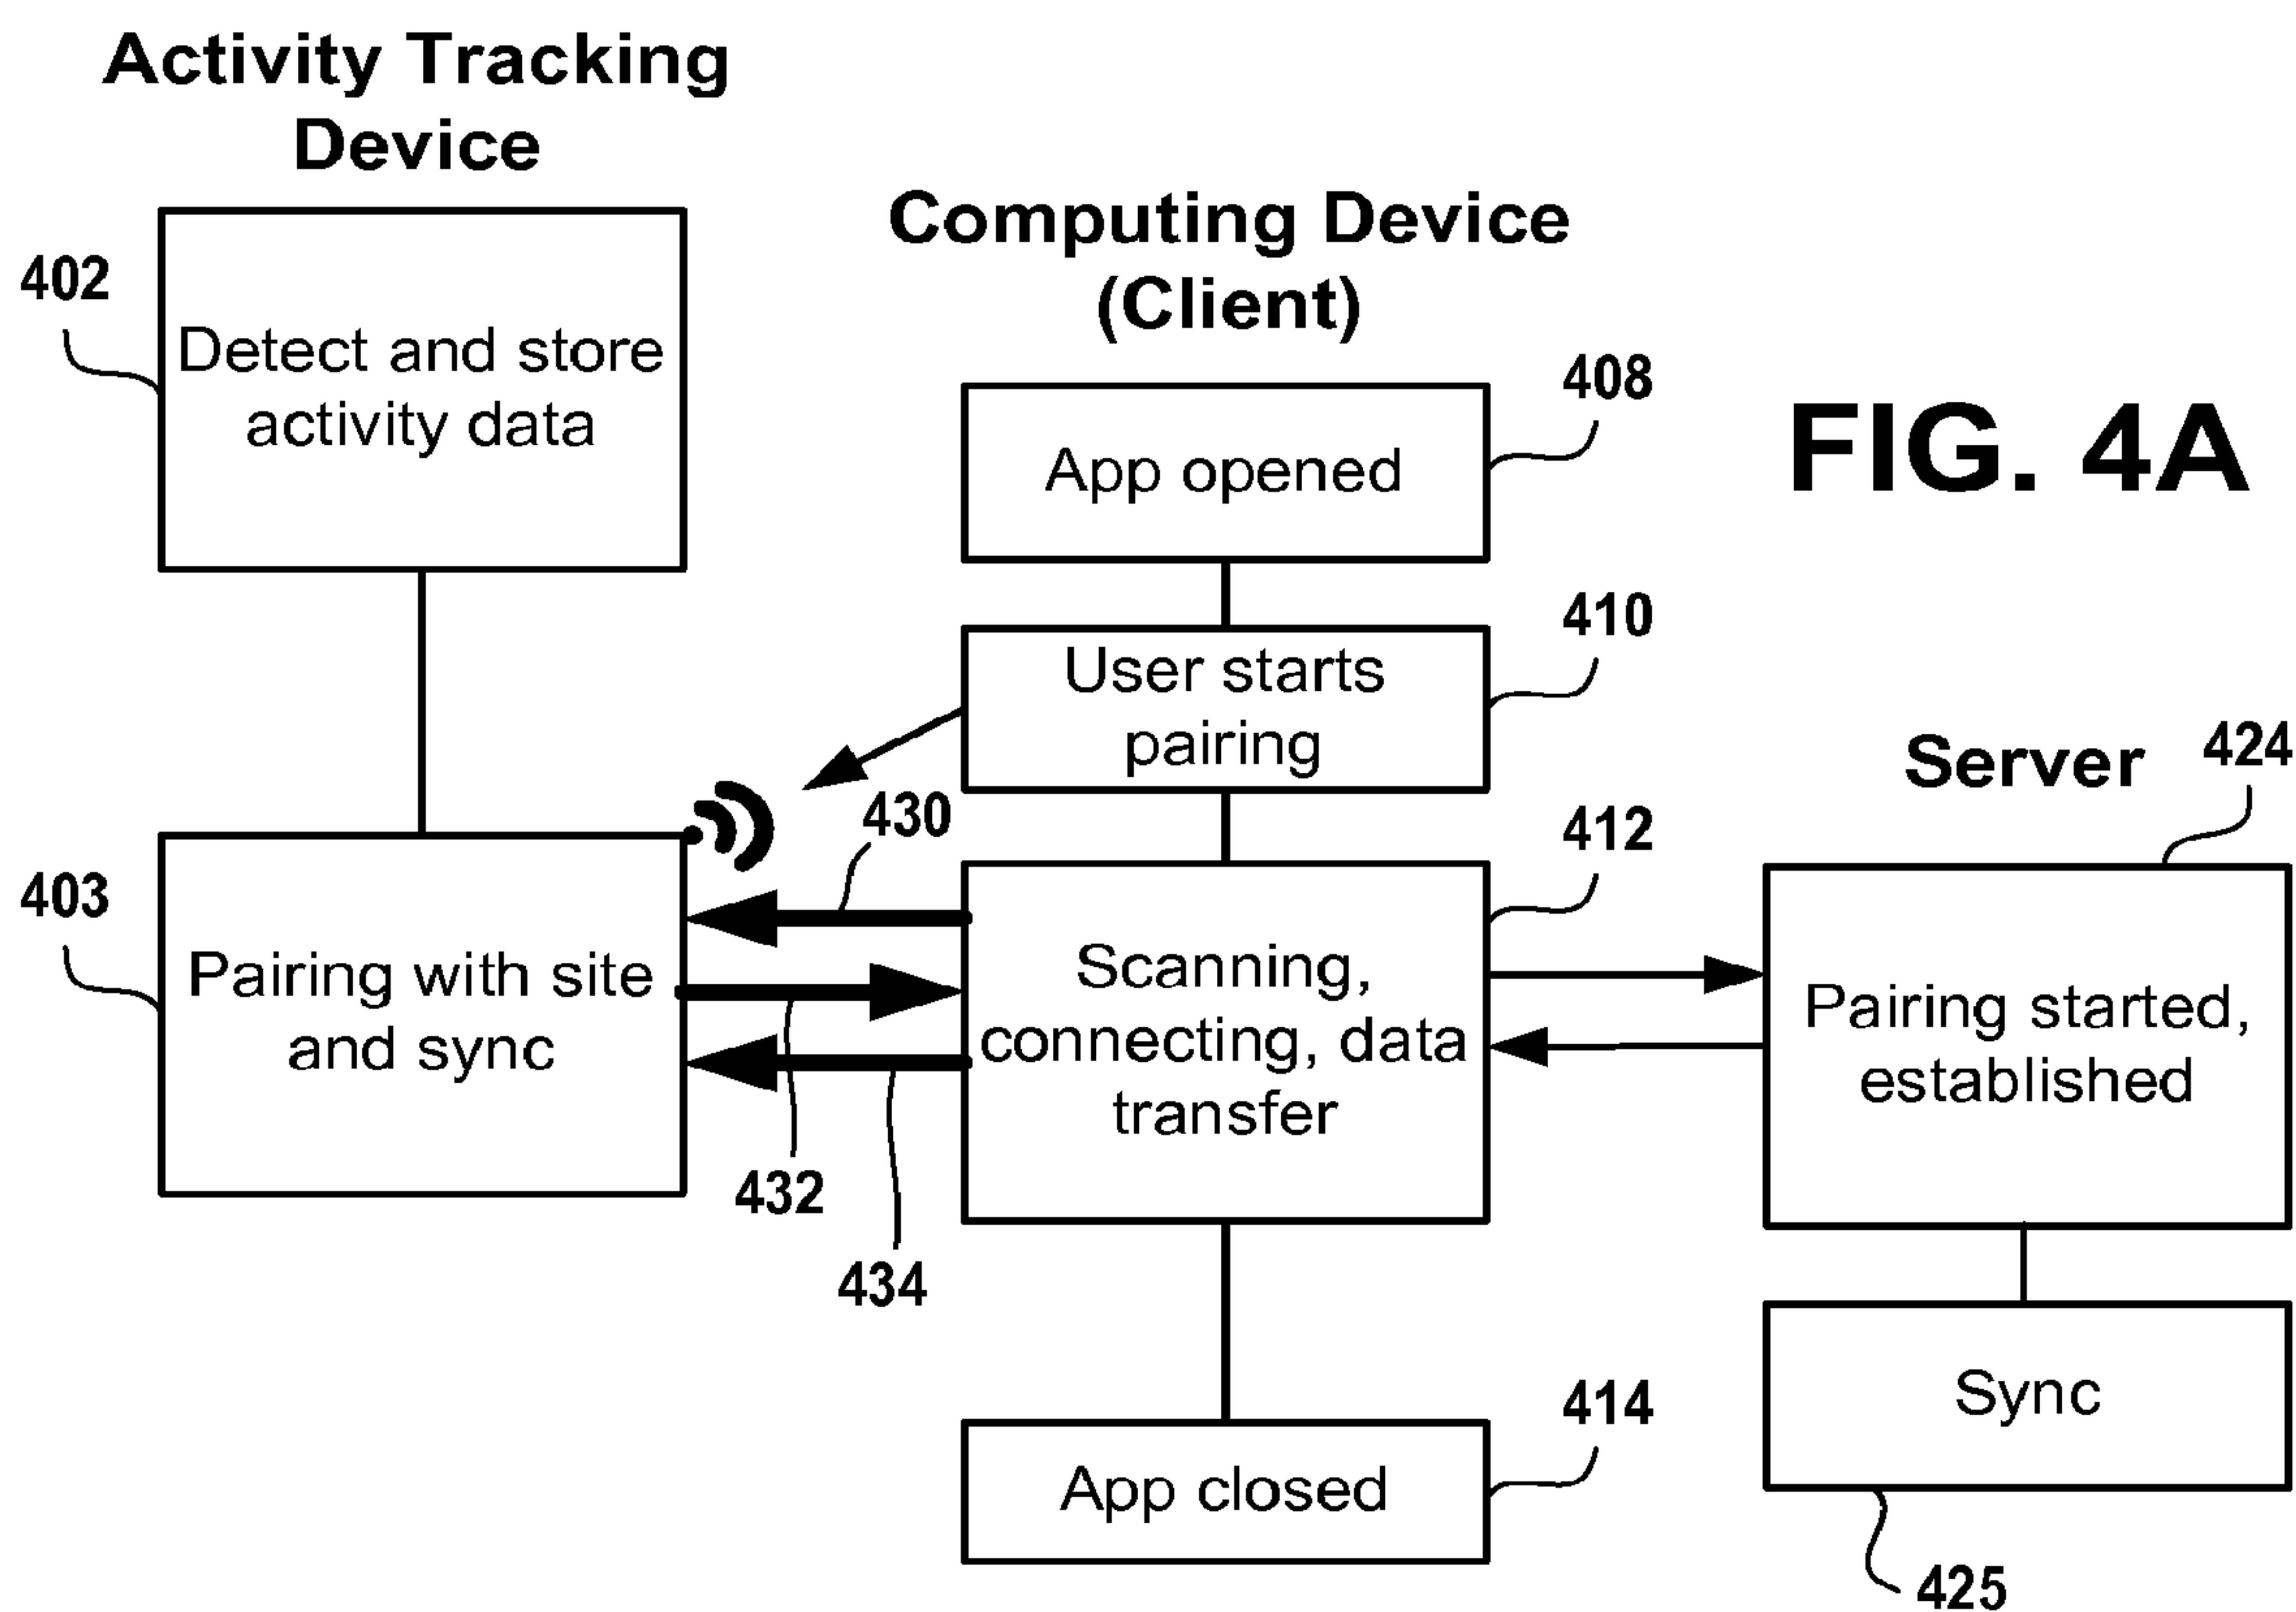 Activity Tracking
Device
402
Detect and store
activity data
403
Pairing with site
and sync
Computing Device
(Client)
408
App opened
410
User starts
pairing
430
412
Scanning,
connecting, data
transfer
432
434
414
App closed
FIG. 4A
Server
424
Pairing started,
established
Sync
425